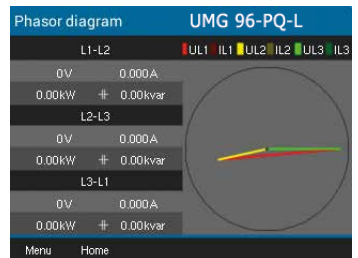 Phasor diagram UMG 96-PQ-L
L1-L2 UL1 IL1 UL2 IL2 UL3 IL3
0V 0.000A
0.00kW ⊣⊢ 0.00kvar
L2-L3
0V 0.000A
0.00kW ⊣⊢ 0.00kvar
L3-L1
0V 0.000A
0.00kW ⊣⊢ 0.00kvar
Menu Home